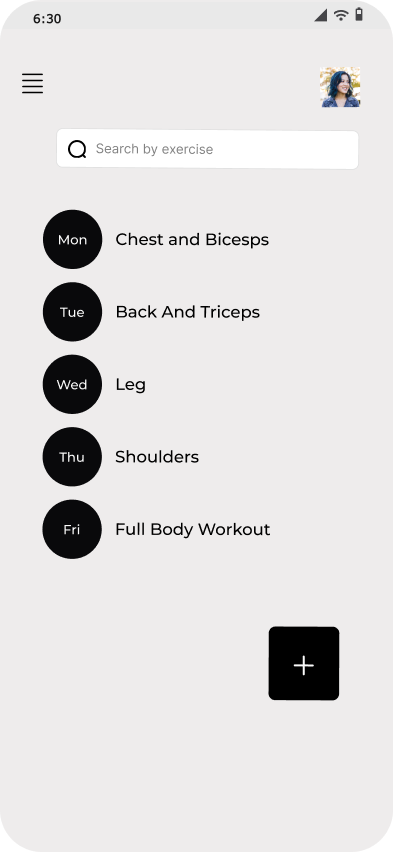 6:30
Search by exercise
Mon Chest and Bicesps
Tue Back And Triceps
Wed Leg
Thu Shoulders
Fri Full Body Workout